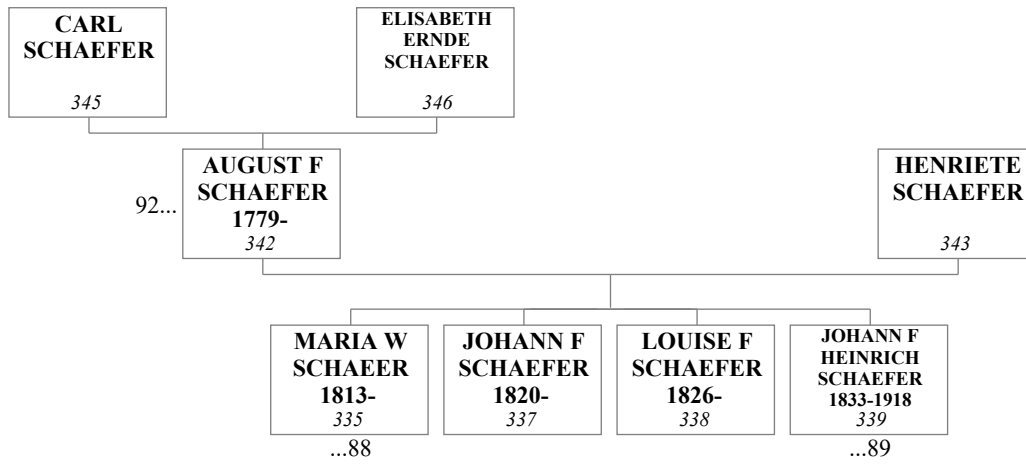 CARL
SCHAEFER
345
ELISABETH
ERNDE
SCHAEFER
346
92...
AUGUST F
SCHAEFER
1779-
342
HENRIETE
SCHAEFER
343
MARIA W
SCHAEER
1813-
335
...88
JOHANN F
SCHAEFER
1820-
337
LOUISE F
SCHAEFER
1826-
338
JOHANN F
HEINRICH
SCHAEFER
1833-1918
339
...89